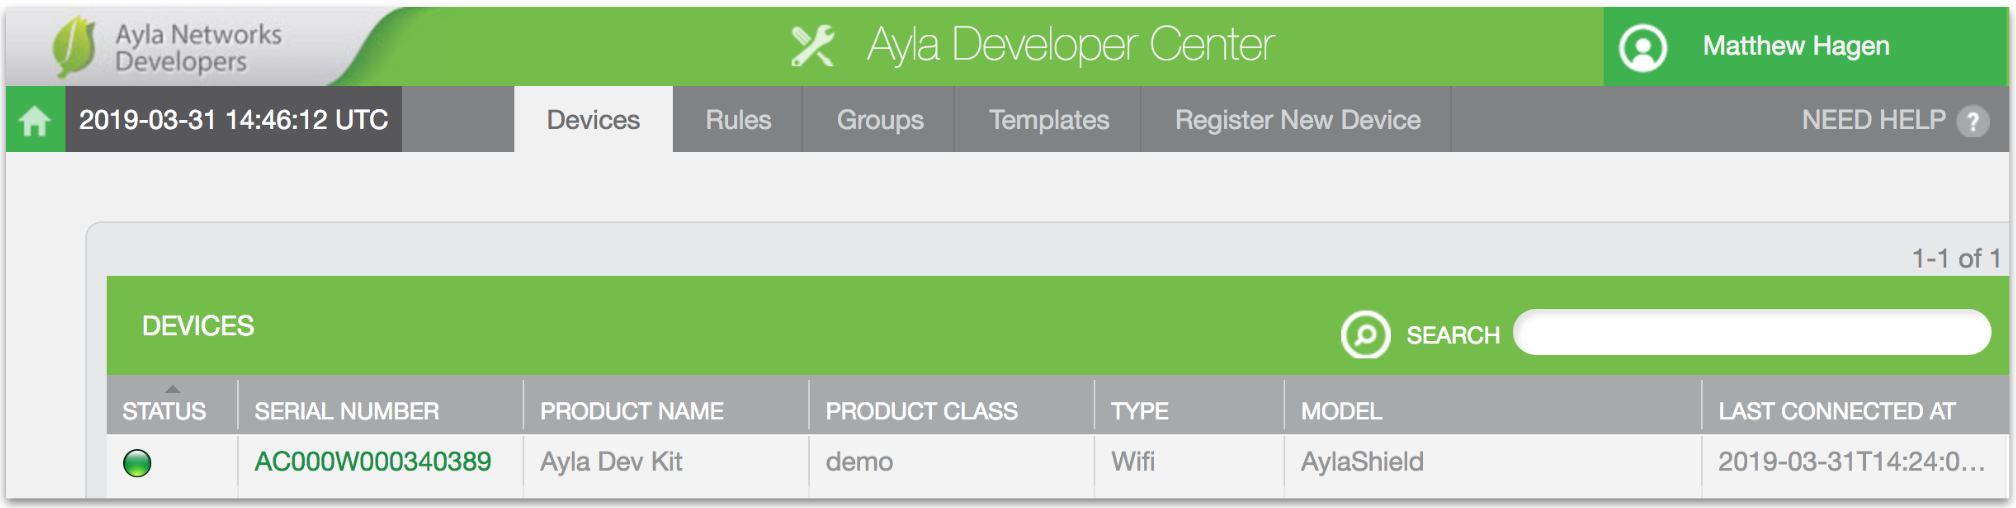 Ayla Networks
Developers
Ayla Developer Center
Matthew Hagen
2019-03-31 14:46:12 UTC
Devices
Rules
Groups
Templates
Register New Device
NEED HELP ?
1-1 of 1
DEVICES
SEARCH
STATUS
SERIAL NUMBER
PRODUCT NAME
PRODUCT CLASS
TYPE
MODEL
LAST CONNECTED AT
AC000W000340389
Ayla Dev Kit
demo
Wifi
AylaShield
2019-03-31T14:24:0...